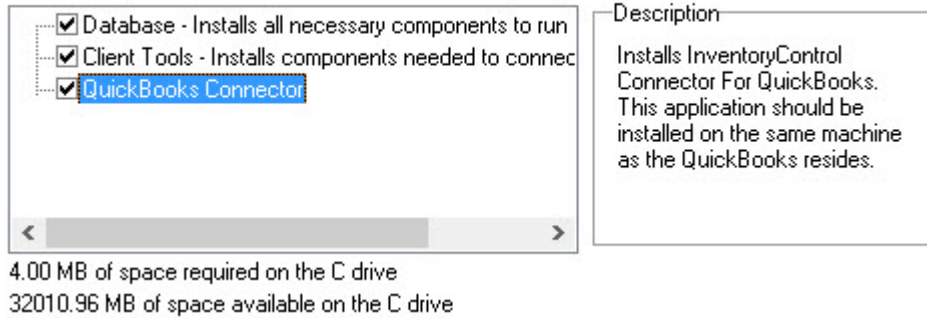 Database - Installs all necessary components to run
Client Tools - Installs components needed to connec
QuickBooks Connector
Description
Installs InventoryControl
Connector For QuickBooks.
This application should be
installed on the same machine
as the QuickBooks resides.
4.00 MB of space required on the C drive
32010.96 MB of space available on the C drive